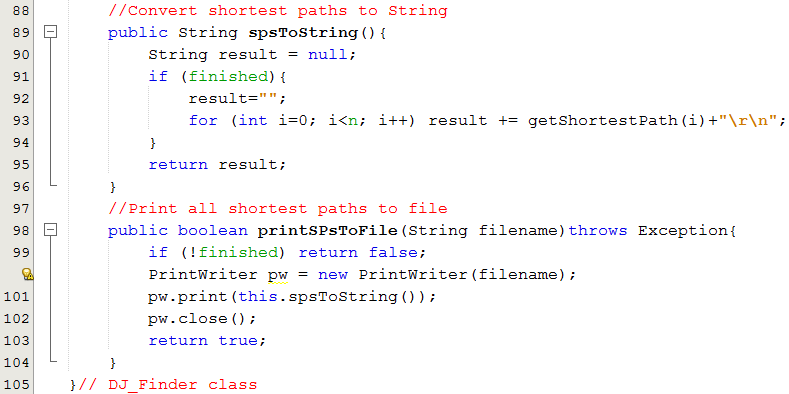 88 //Convert shortest paths to String
89 public String spsToString(){
90 String result = null;
91 if (finished){
92 result="";
93 for (int i=0; i<n; i++) result += getShortestPath(i)+"\r\n";
94 }
95 return result;
96 }
97 //Print all shortest paths to file
98 public boolean printSPsToFile(String filename)throws Exception{
99 if (!finished) return false;
PrintWriter pw = new PrintWriter(filename);
101 pw.print(this.spsToString());
102 pw.close();
103 return true;
104 }
105 }// DJ_Finder class